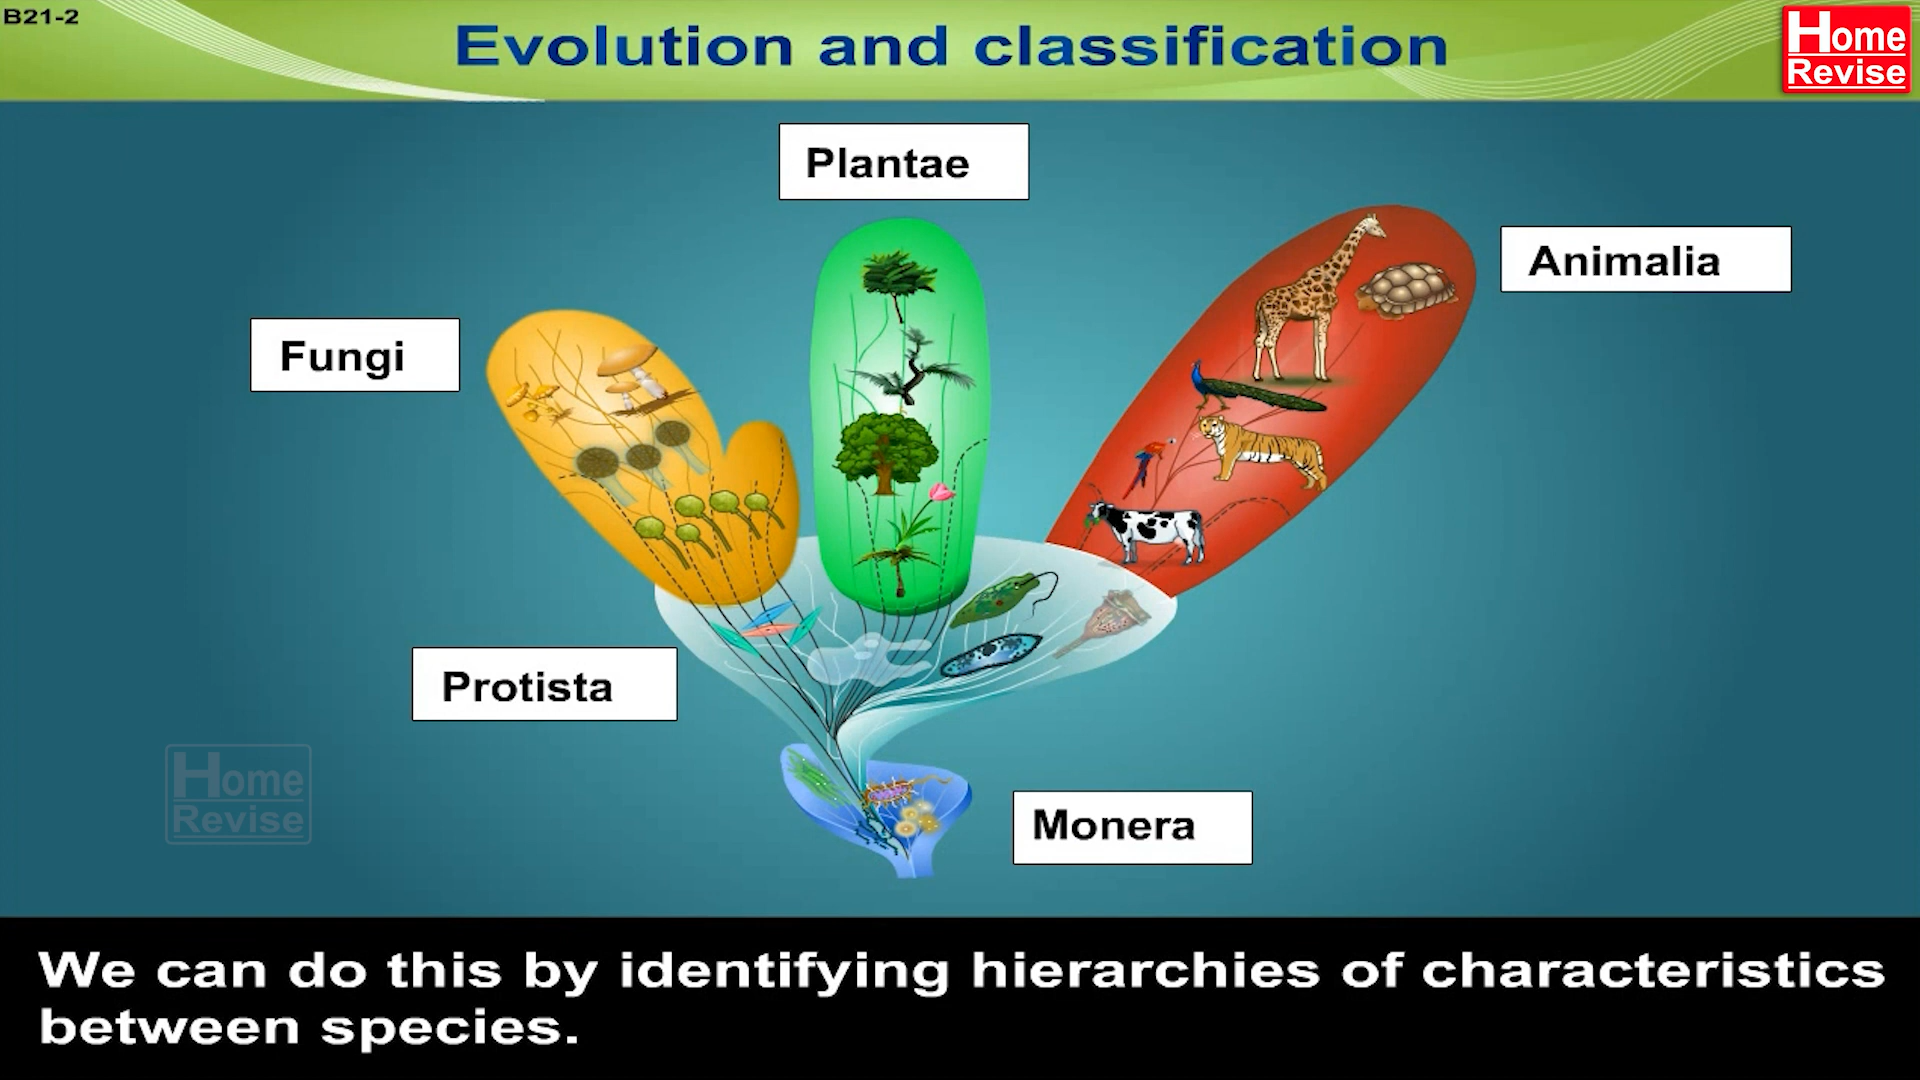 B21-2
Evolution and classification
Home
Revise
Plantae
Animalia
Fungi
Protista
Home
Revise
Monera
We can do this by identifying hierarchies of characteristics
between species.